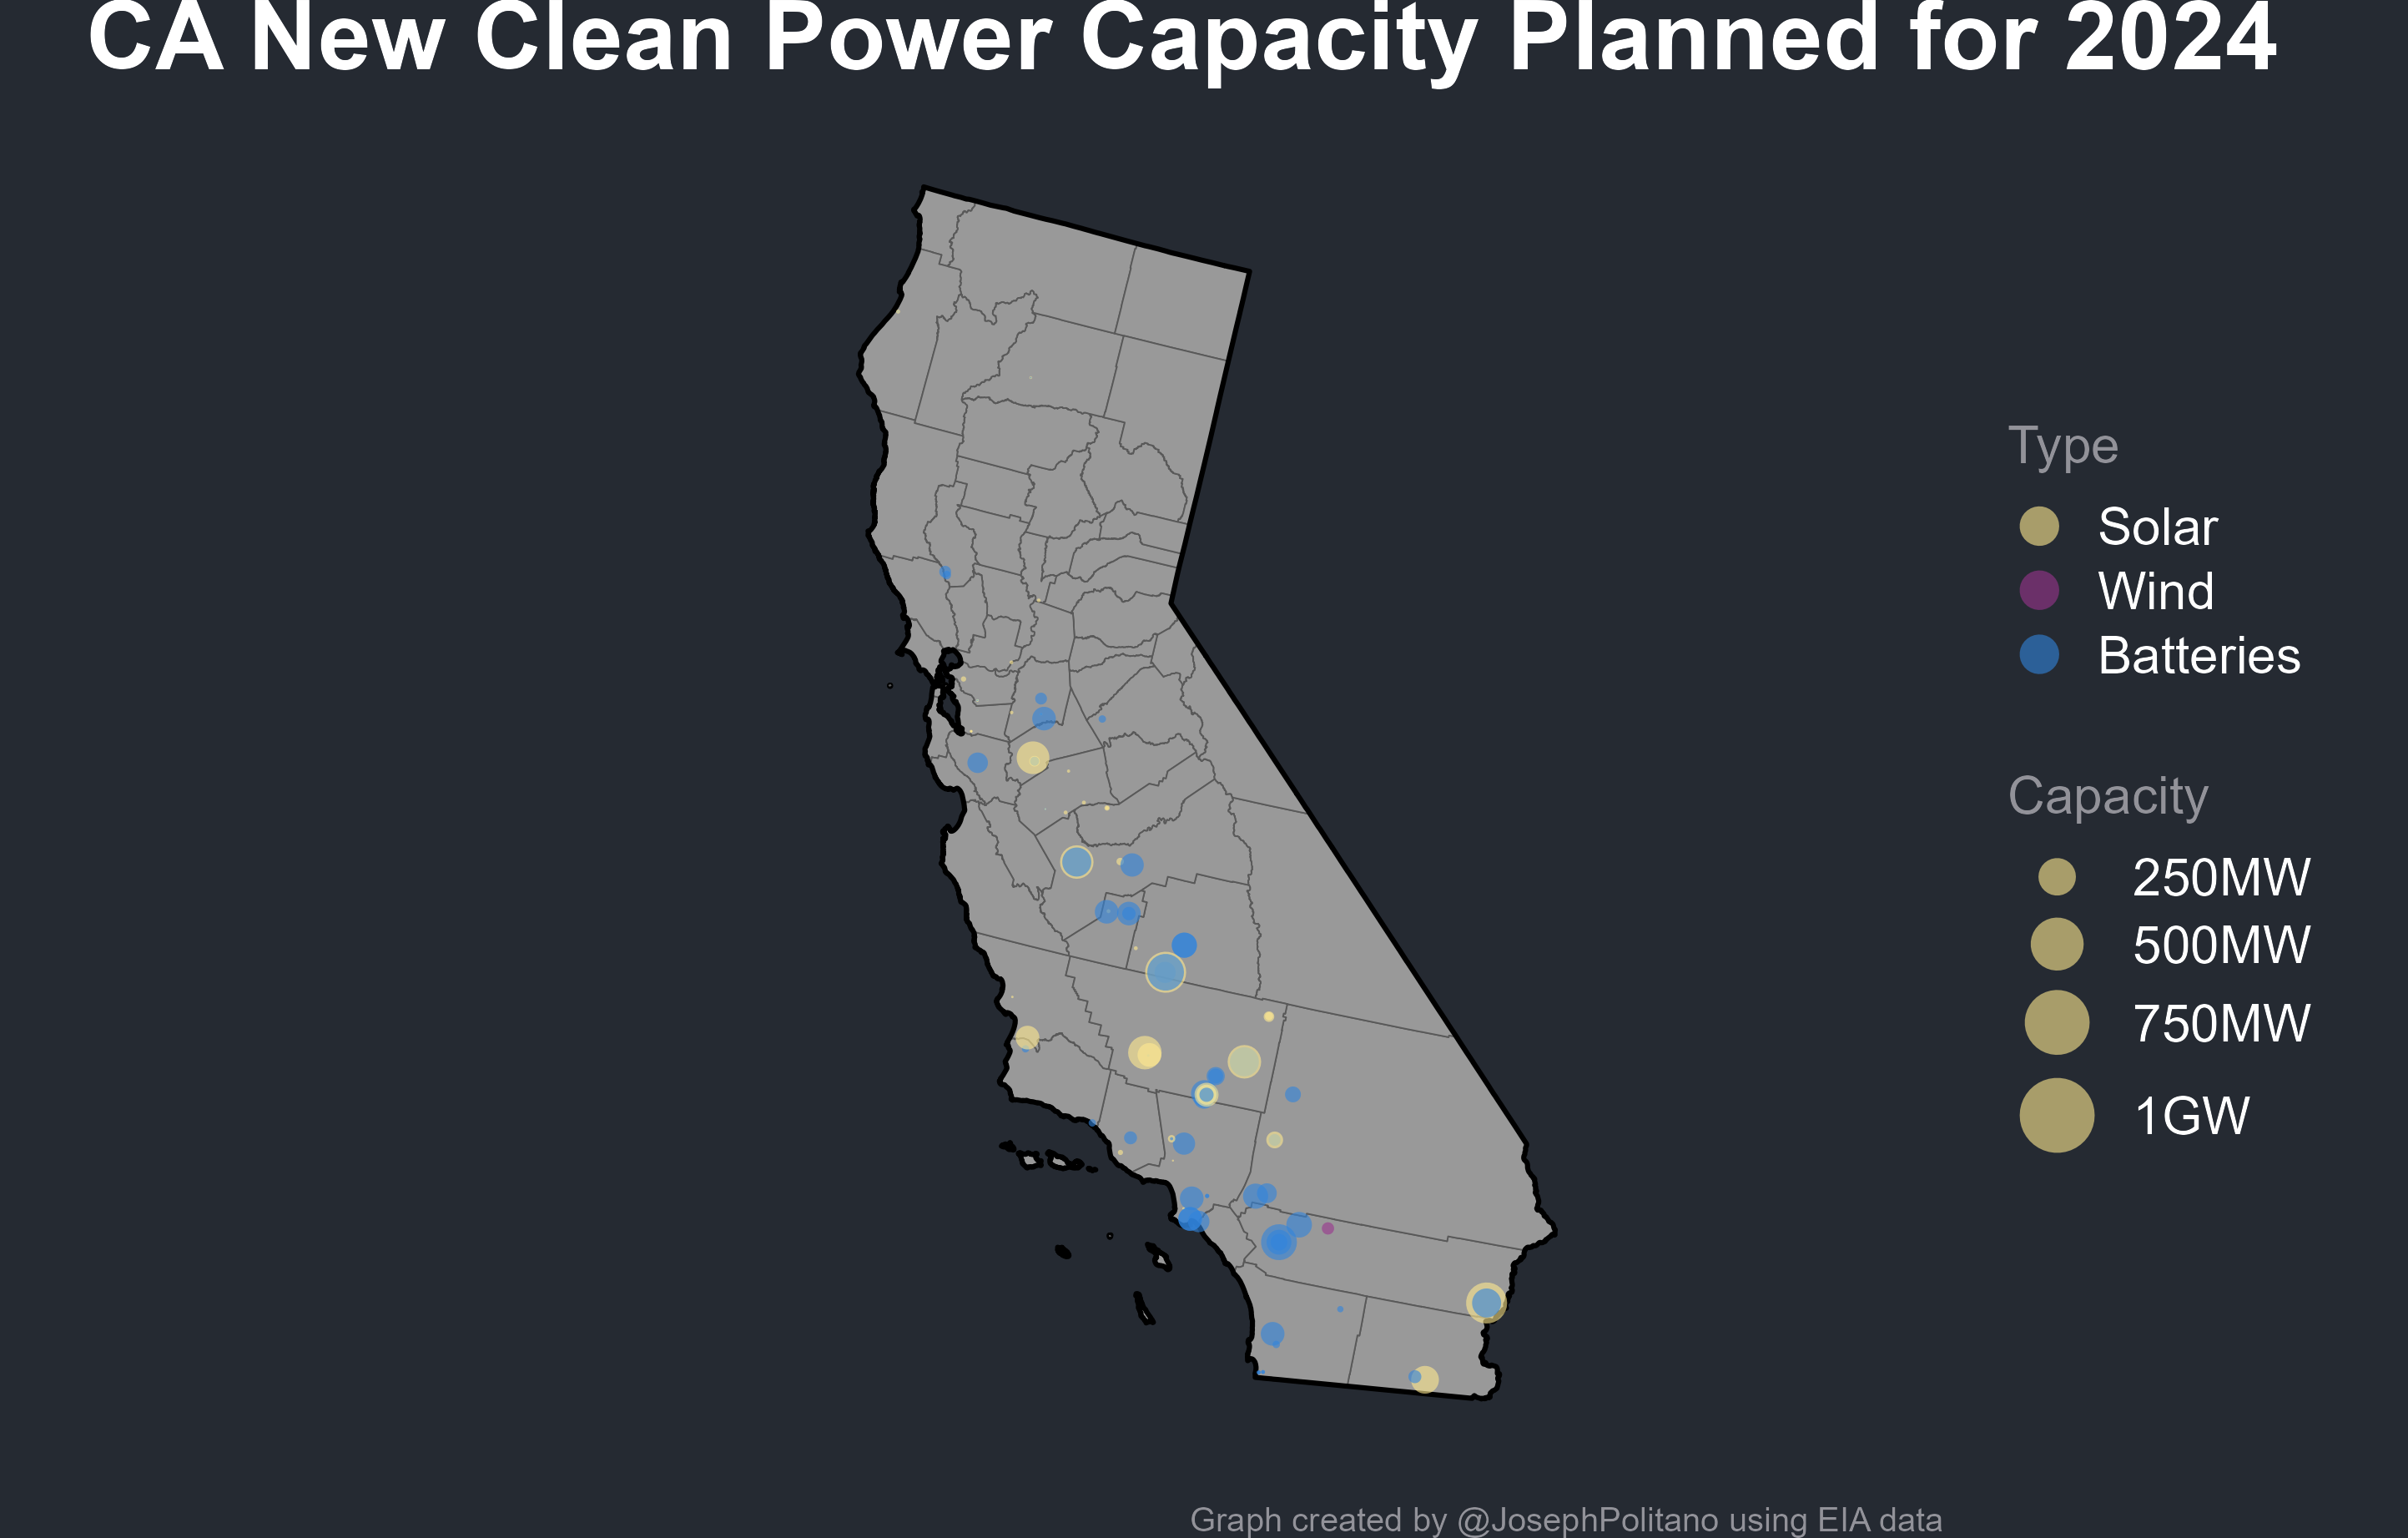 CA New Clean Power Capacity Planned for 2024
Type
Solar
Wind
Batteries
Capacity
250MW
500MW
750MW
1GW
Graph created by @JosephPolitano using EIA data